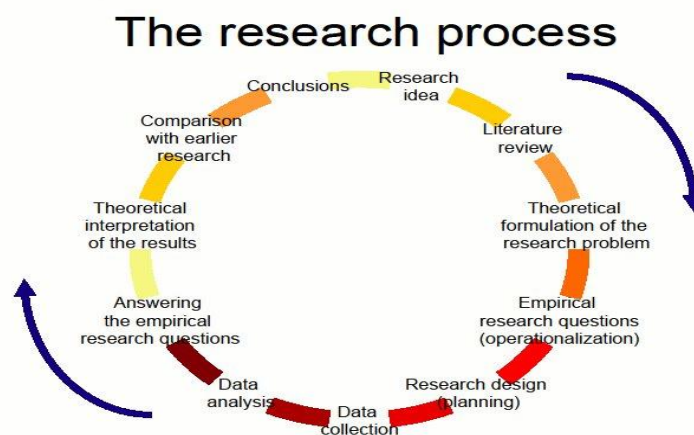 The research process
Research
idea
Literature
review
Theoretical
formulation of the
research problem
Empirical
research questions
(operationalization)
Research design
(planning)
Data
collection
Data
analysis
Answering
the empirical
research questions
Theoretical
interpretation
of the results
Comparison
with earlier
research
Conclusions